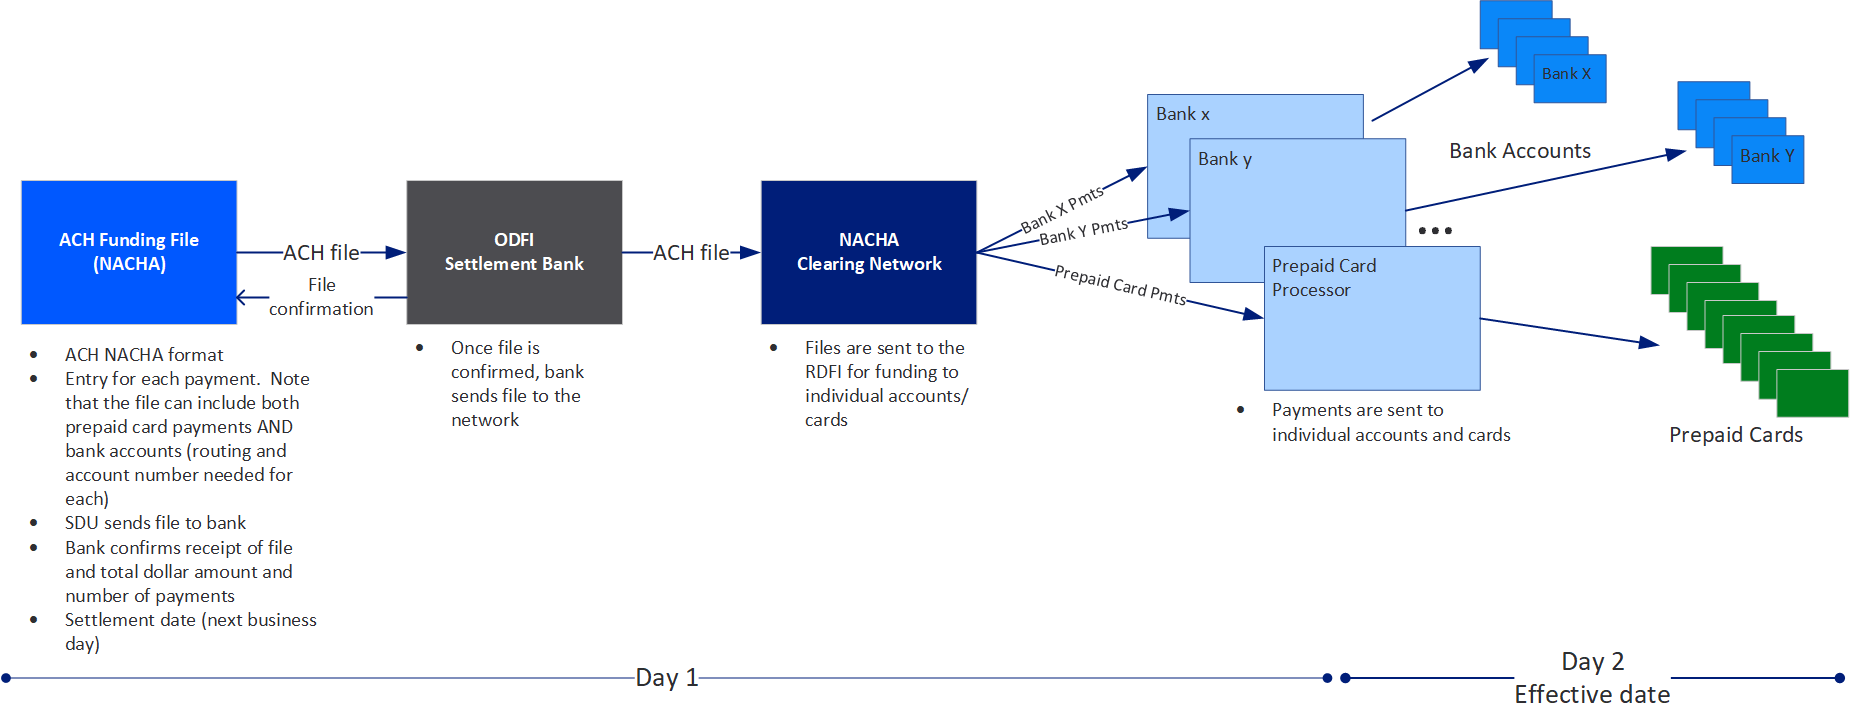 ACH Funding File
(NACHA)
ACH file
File
confirmation
ODFI
Settlement Bank
ACH file
NACHA
Clearing Network
Bank X Pmts
Bank Y Pmts
Prepaid Card Pmts
Bank x
Bank y
Prepaid Card
Processor
...
Bank X
Bank Accounts
Bank Y
Prepaid Cards
• ACH NACHA format
• Entry for each payment.  Note
that the file can include both
prepaid card payments AND
bank accounts (routing and
account number needed for
each)
• SDU sends file to bank
• Bank confirms receipt of file
and total dollar amount and
number of payments
• Settlement date (next business
day)
• Once file is
confirmed, bank
sends file to the
network
• Files are sent to the
RDFI for funding to
individual accounts/
cards
• Payments are sent to
individual accounts and cards
Day 1
Day 2
Effective date